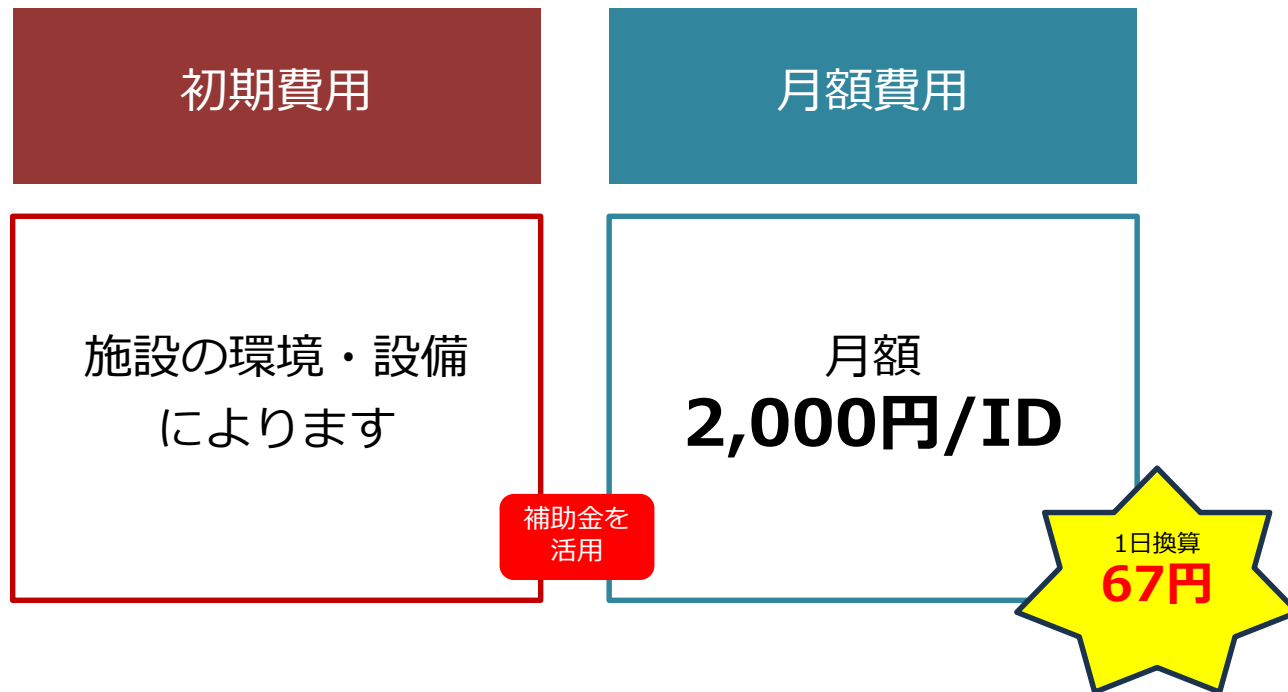 初期費用
月額費用
施設の環境・設備
によります
月額
2,000円/ID
補助金を
活用
1日換算
67円